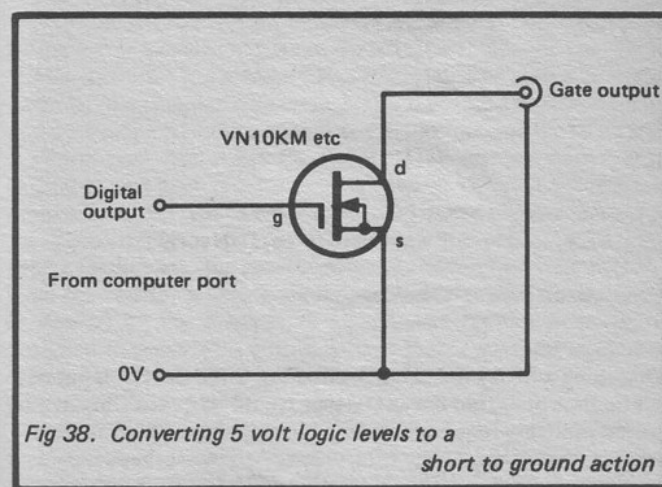 Gate output
VN10KM etc
d
Digital
output
g
s
From computer port
0V
Fig 38. Converting 5 volt logic levels to a
short to ground action